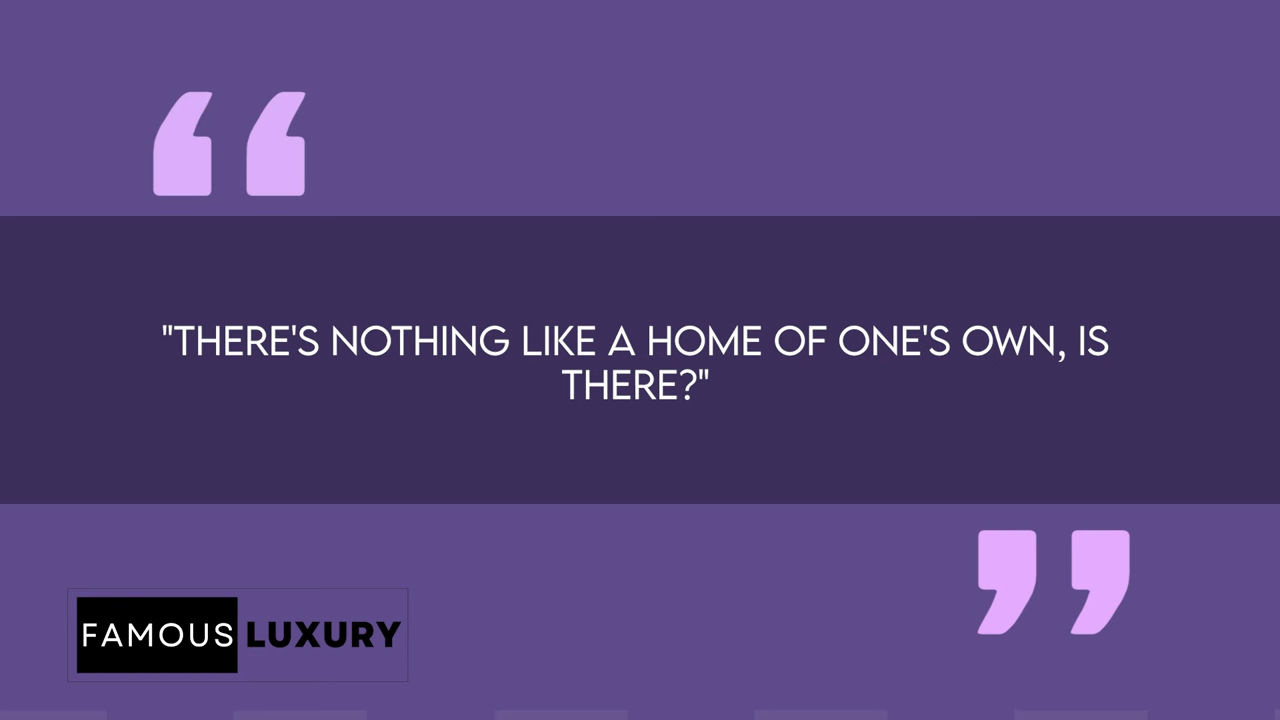 "THERE'S NOTHING LIKE A HOME OF ONE'S OWN, IS
THERE?"
FAMOUS LUXURY